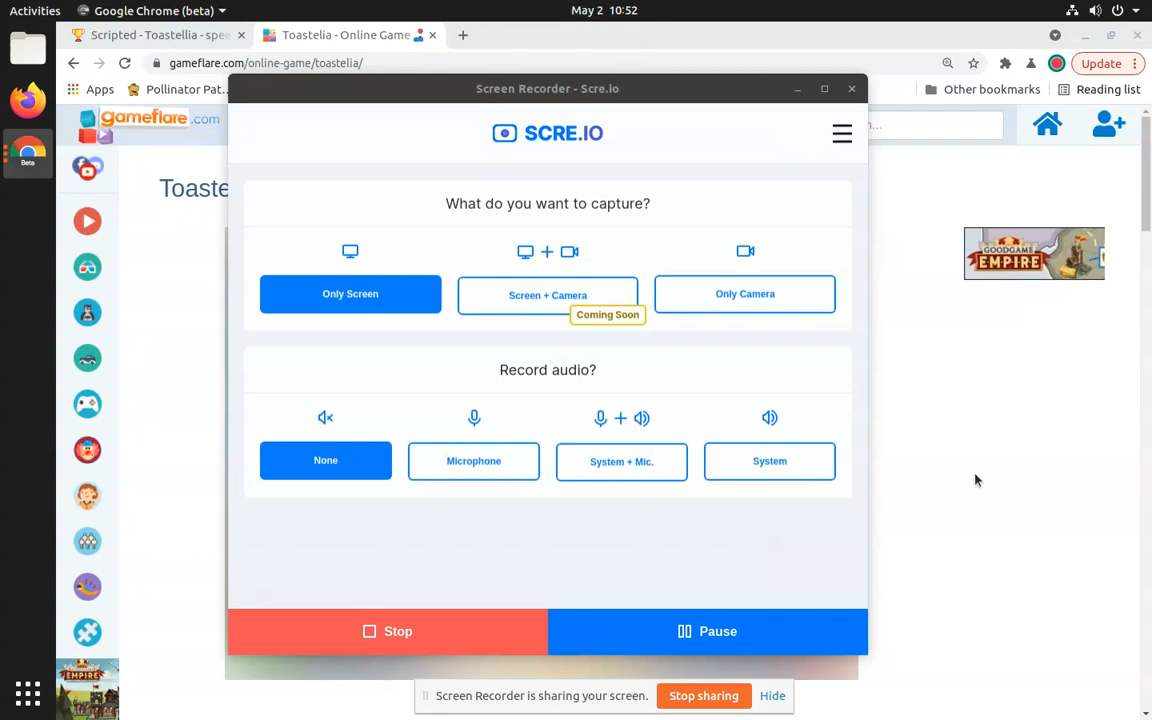 Activities
Google Chrome (beta)
May 2 10:52
Scripted - Toastellia - spee
Toastelia - Online Game
gameflare.com/online-game/toastelia/
Update
Apps
Pollinator Pat...
Other bookmarks
Reading list
Beta
Screen Recorder - Scre.io
gameflare.com
SCRE.IO
...
Toaste
What do you want to capture?
GOODGAME
EMPIRE
Only Screen
Screen + Camera
Only Camera
Coming Soon
Record audio?
None
Microphone
System + Mic.
System
Stop
Pause
EMPIRE
Screen Recorder is sharing your screen.
Stop sharing
Hide